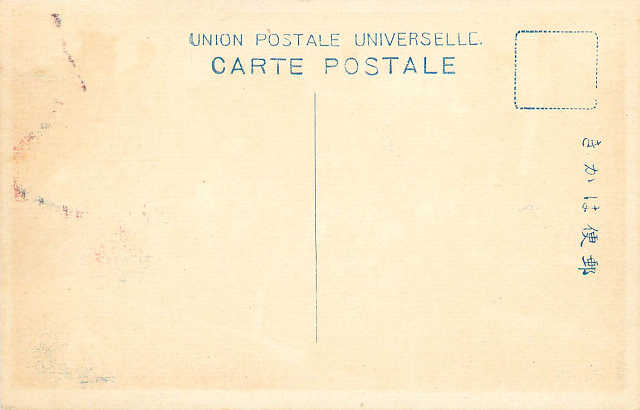 UNION POSTALE UNIVERSELLE.
CARTE POSTALE
郵便はかき